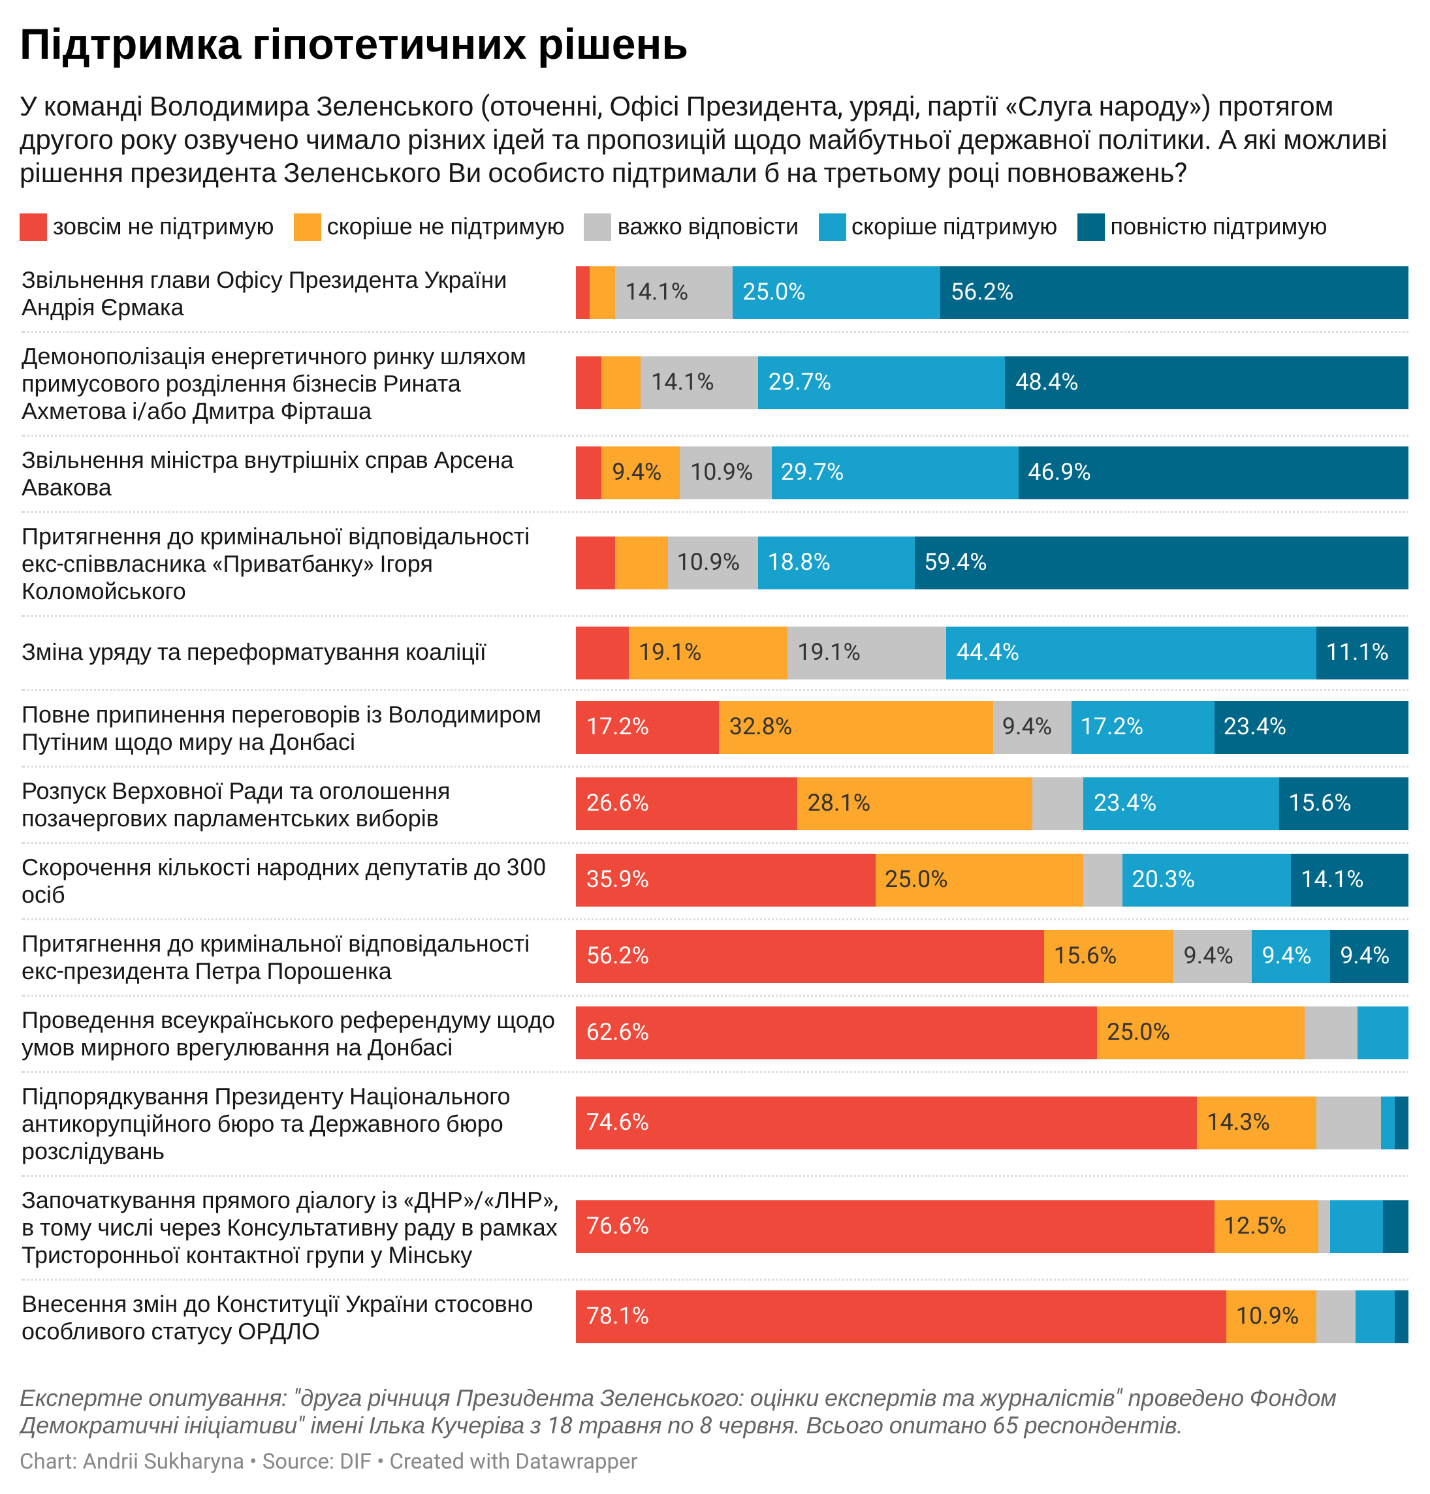 Підтримка гіпотетичних рішень
У команді Володимира Зеленського (оточенні, Офісі Президента, уряді, партії «Слуга народу») протягом
другого року озвучено чимало різних ідей та пропозицій щодо майбутньої державної політики. А які можливі
рішення президента Зеленського Ви особисто підтримали б на третьому році повноважень?
зовсім не підтримую скоріше не підтримую важко відповісти скоріше підтримую повністю підтримую
Звільнення глави Офісу Президента України
Андрія Єрмака
14.1% 25.0% 56.2%
Демонополізація енергетичного ринку шляхом
примусового розділення бізнесів Рината
Ахметова і/або Дмитра Фірташа
14.1% 29.7% 48.4%
Звільнення міністра внутрішніх справ Арсена
Авакова
9.4% 10.9% 29.7% 46.9%
Притягнення до кримінальної відповідальності
екс-співвласника «Приватбанку» Ігоря
Коломойського
10.9% 18.8% 59.4%
Зміна уряду та переформатування коаліції
19.1% 19.1% 44.4% 11.1%
Повне припинення переговорів із Володимиром
Путіним щодо миру на Донбасі
17.2% 32.8% 9.4% 17.2% 23.4%
Розпуск Верховної Ради та оголошення
позачергових парламентських виборів
26.6% 28.1% 23.4% 15.6%
Скорочення кількості народних депутатів до 300
осіб
35.9% 25.0% 20.3% 14.1%
Притягнення до кримінальної відповідальності
екс-президента Петра Порошенка
56.2% 15.6% 9.4% 9.4% 9.4%
Проведення всеукраїнського референдуму щодо
умов мирного врегулювання на Донбасі
62.6% 25.0%
Підпорядкування Президенту Національного
антикорупційного бюро та Державного бюро
розслідувань
74.6% 14.3%
Започаткування прямого діалогу із «ДНР»/«ЛНР»,
в тому числі через Консультативну раду в рамках
Тристоронньої контактної групи у Мінську
76.6% 12.5%
Внесення змін до Конституції України стосовно
особливого статусу ОРДЛО
78.1% 10.9%
Експертне опитування: "друга річниця Президента Зеленського: оцінки експертів та журналістів" проведено Фондом
Демократичні ініціативи" імені Ілька Кучеріва з 18 травня по 8 червня. Всього опитано 65 респондентів.
Chart: Andrii Sukharyna • Source: DIF • Created with Datawrapper